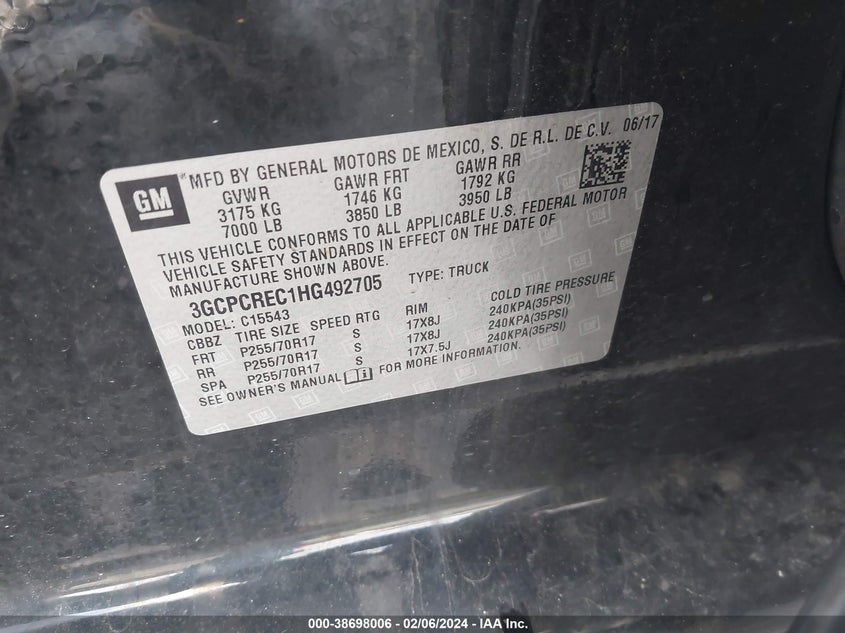 GM
MFD BY GENERAL MOTORS DE MEXICO, S. DE R.L. DE C.V. 06/17
GVWR GAWR FRT GAWR RR
3175 KG 1746 KG 1792 KG
7000 LB 3850 LB 3950 LB
THIS VEHICLE CONFORMS TO ALL APPLICABLE U.S. FEDERAL MOTOR
VEHICLE SAFETY STANDARDS IN EFFECT ON THE DATE OF
MANUFACTURE SHOWN ABOVE.
3GCPCREC1HG492705 TYPE: TRUCK
MODEL: C15543
CBBZ TIRE SIZE SPEED RTG RIM COLD TIRE PRESSURE
FRT P255/70R17 S 17X8J 240KPA(35PSI)
RR P255/70R17 S 17X8J 240KPA(35PSI)
SPA P255/70R17 S 17X7.5J 240KPA(35PSI)
SEE OWNER'S MANUAL FOR MORE INFORMATION.
000-38698006 - 02/06/2024 - IAA Inc.